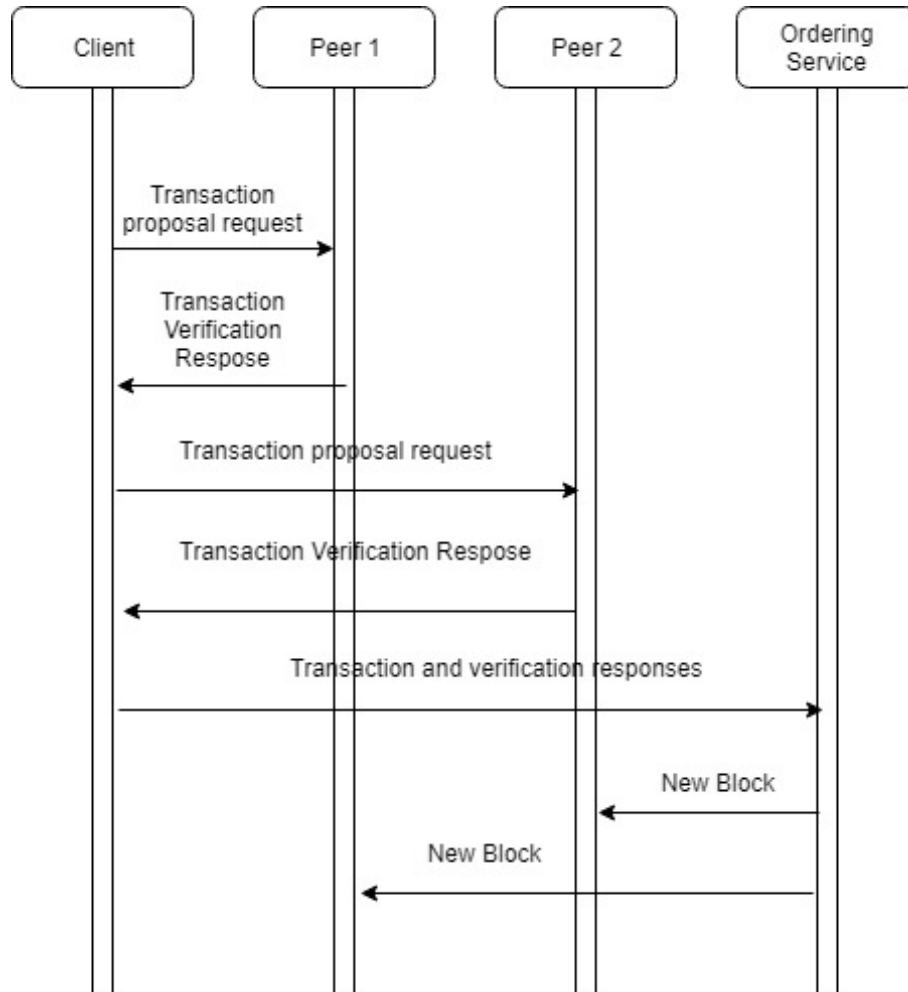 Client
Peer 1
Peer 2
Ordering
Service
Transaction
proposal request
Transaction
Verification
Respose
Transaction proposal request
Transaction Verification Respose
Transaction and verification responses
New Block
New Block